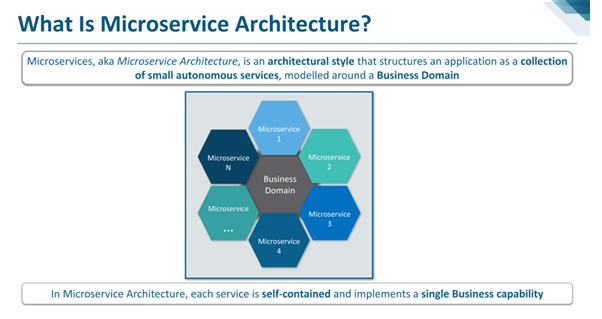 What Is Microservice Architecture?
Microservices, aka Microservice Architecture, is an architectural style that structures an application as a collection
of small autonomous services, modelled around a Business Domain
Microservice
1
Microservice
N
Microservice
2
Business
Domain
Microservice
...
Microservice
3
Microservice
4
In Microservice Architecture, each service is self-contained and implements a single Business capability